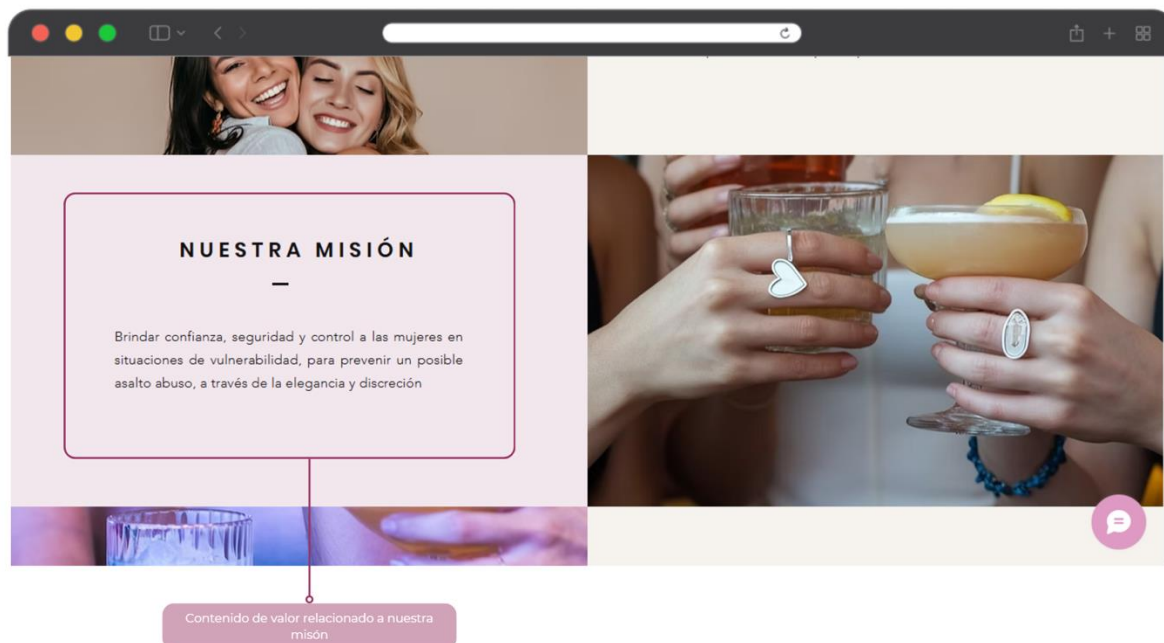 NUESTRA MISIÓN
Brindar confianza, seguridad y control a las mujeres en
situaciones de vulnerabilidad, para prevenir un posible
asalto abuso, a través de la elegancia y discreción
Contenido de valor relacionado a nuestra
misón